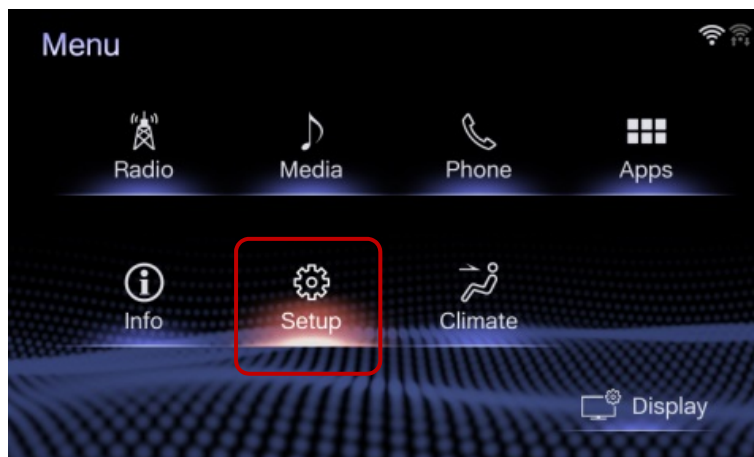 Menu
Radio
Media
Phone
Apps
Info
Setup
Climate
Display